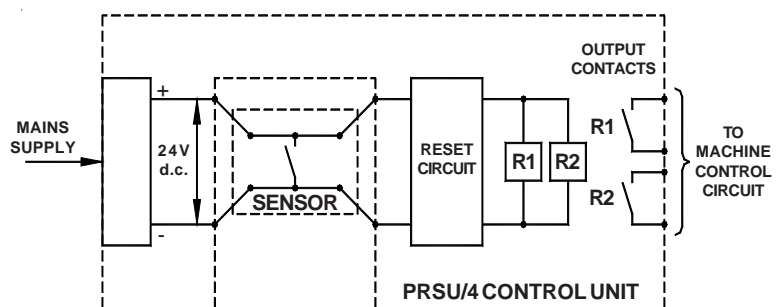 OUTPUT
CONTACTS
+
MAINS
SUPPLY
24V
d.c.
-
SENSOR
RESET
CIRCUIT
R1
R2
R1
R2
TO
MACHINE
CONTROL
CIRCUIT
PRSU/4 CONTROL UNIT